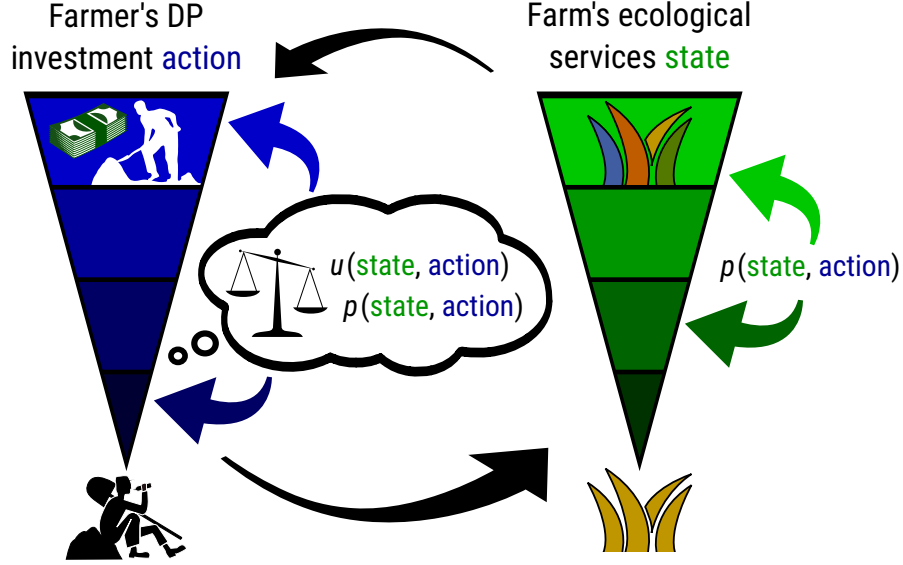 Farmer's DP
investment action
Farm's ecological
services state
u(state, action)
p(state, action)
p(state, action)